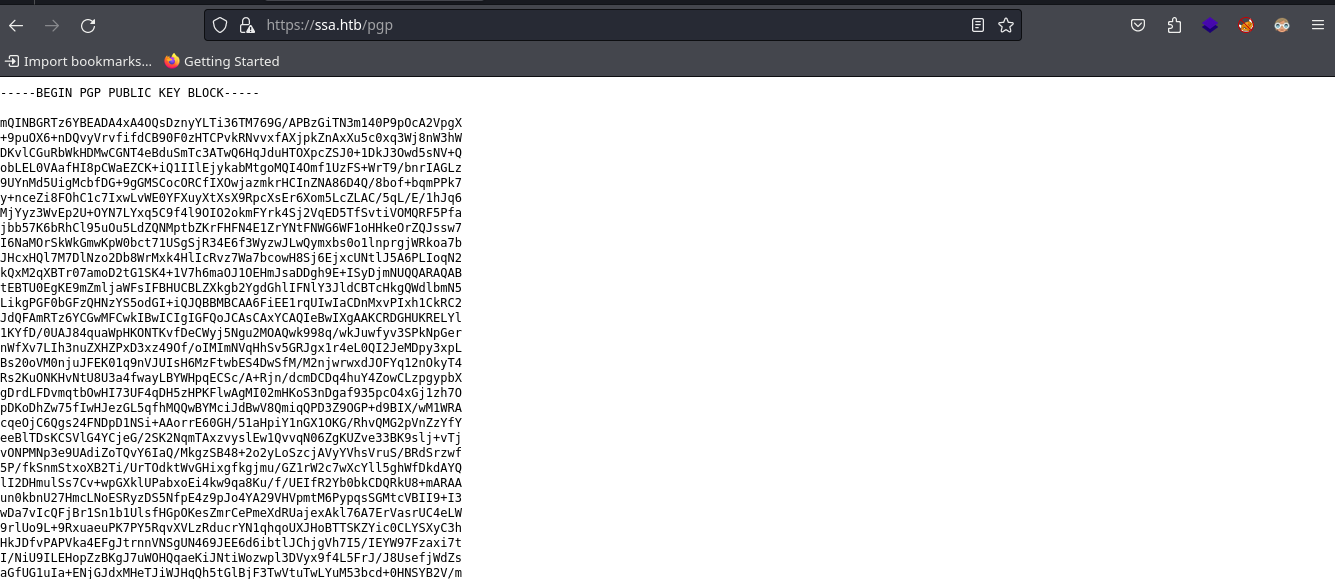 https://ssa.htb/pgp
Import bookmarks... Getting Started
-----BEGIN PGP PUBLIC KEY BLOCK-----
mQINBGRTz6YBEADA4xA4OQsDznyYLTi36TM769G/APBzGiTN3m140P9pOcA2VpgX
+9puOX6+nDQvyVrvfifdCB90F0zHTCPvkRNvvxfAXjpkZnAxXu5c0xq3Wj8nW3hW
DKvlCGuRbWkHDMwCGNT4eBduSmTc3ATwQ6HqJduHTOXpcZSJ0+1DkJ3Owd5sNV+Q
obLEL0VAafHI8pCWaEZCK+iQ1IIlEjykabMtgoMQI4Omf1UzFS+WrT9/bnrIAGLz
9UYnMd5UigMcbfDG+9gGMSCocORCfIXOwjazmkrHCInZNA86D4Q/8bof+bqmPPk7
y+nceZi8FOhC1c7IxwLvWE0YFXuyXtXsX9RpcXsEr6Xom5LcZLAC/5qL/E/1hJq6
MjYyz3WvEp2U+OYN7LYxq5C9f4l9OIO2okmFYrk4Sj2VqED5TfSvtiVOMQRF5Pfa
jbb57K6bRhCl95uOu5LdZQNMptbZKrFHFN4E1ZrYNtFNWG6WF1oHHkeOrZQJssw7
I6NaMOrSkWkGmwKpW0bct71USgSjR34E6f3WyzwJLwQymxbs0o1lnprgjWRkoa7b
JHcxHQl7M7DlNzo2Db8WrMxk4HlIcRvz7Wa7bcowH8Sj6EjxcUNtlJ5A6PLIoqN2
kQxM2qXBTr07amoD2tG1SK4+1V7h6maOJ1OEHmJsaDDgh9E+ISyDjmNUQQARAQAB
tEBTU0EgKE9mZmljaWFsIFBHUCBLZXkgb2YgdGhlIFNlY3JldCBTcHkgQWdlbmN5
LikgPGF0bGFzQHNzYS5odGI+iQJQBBMBCAA6FiEE1rqUIwIaCDnMxvPIxh1CkRC2
JdQFAmRTz6YCGwMFCwkIBwICIgIGFQoJCAsCAxYCAQIeBwIXgAAKCRDGHUKRELYl
1KYfD/0UAJ84quaWpHKONTKvfDeCWyj5Ngu2MOAQwk998q/wkJuwfyv3SPkNpGer
nWfXv7LIh3nuZXHZPxD3xz49Of/oIMImNVqHhSv5GRJgx1r4eL0QI2JeMDpy3xpL
Bs20oVM0njuJFEK01q9nVJUIsH6MzFtwbES4DwSfM/M2njwrwxdJOFYq12nOkyT4
Rs2KuONKHvNtU8U3a4fwayLBYWHpqECSc/A+Rjn/dcmDCDq4huY4ZowCLzpgypbX
gDrdLFDvmqtbOwHI73UF4qDH5zHPKFlwAgMI02mHKoS3nDgaf935pcO4xGj1zh7O
pDKoDhZw75fIwHJezGL5qfhMQQwBYMciJdBwV8QmiqQPD3Z9OGP+d9BIX/wM1WRA
cqeOjC6Qgs24FNDpD1NSi+AAorrE60GH/51aHpiY1nGX1OKG/RhvQMG2pVnZzYfY
eeBlTDsKCSVlG4YCjeG/2SK2NqmTAxzvyslEw1QvvqN06ZgKUZve33BK9slj+vTj
vONPMNp3e9UAdiZoTQvY6IaQ/MkgzSB48+2o2yLoSzcjAVyYVhsVruS/BRdSrzwf
5P/fkSnmStxoXB2Ti/UrTOdktWvGHixgfkgjmu/GZ1rW2c7wXcYll5ghWfDkdAYQ
lI2DHmulSs7Cv+wpGXklUPabxoEi4kw9qa8Ku/f/UEIfR2Yb0bkCDQRkU8+mARAA
un0kbnU27HmcLNoESRyzDS5NfpE4z9pJo4YA29VHVpmtM6PypqsSGMtcVBII9+I3
wDa7vIcQFjBr1Sn1b1UlsfHGpOKesZmrCePmeXdRUajexAkl76A7ErVasrUC4eLW
9rlUo9L+9RxuaeuPK7PY5RqvXVLzRducrYN1qhqoUXJHoBTTSKZYic0CLYSXyC3h
HkJDfvPAPVka4EFgJtrnnVNSgUN469JEE6d6ibtlJChjgVh7I5/IEYW97Fzaxi7t
I/NiU9ILEHopZzBKgJ7uWOHQqaeKiJNtiWozwpl3DVyx9f4L5FrJ/J8UsefjWdZs
aGfUG1uIa+ENjGJdxMHeTJiWJHqQh5tGlBjF3TwVtuTwLYuM53bcd+0HNSYB2V/m